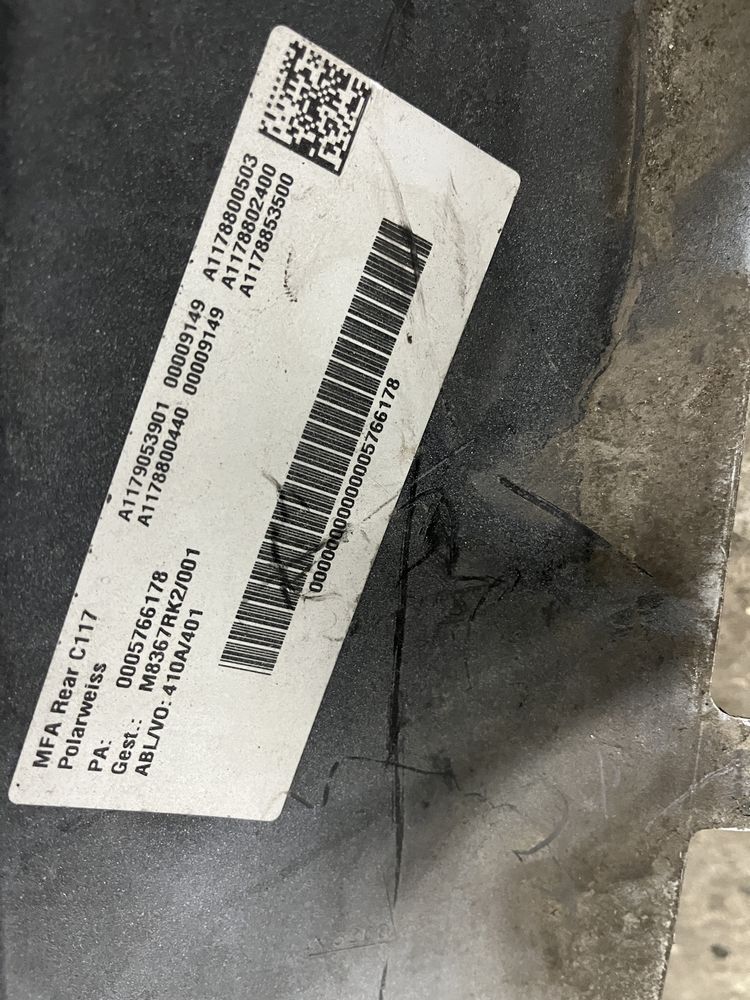 MFA Rear C117
Polarweiss
PA: 0005766178
Gest.: M8367RK2/001
ABL/VO: 410A/401
A1179053901 00009149 A1178800503
A1178800440 00009149 A1178802400
A1178853500
00000000000005766178